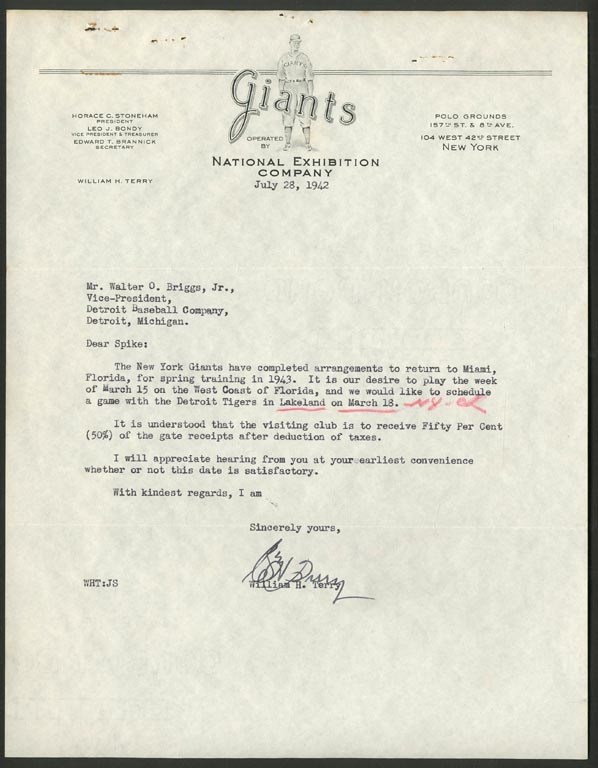 GIANTS
Giants
HORACE C. STONEHAM
PRESIDENT
LEO J. BONDY
VICE PRESIDENT & TREASURER
EDWARD T. BRANNICK
SECRETARY
WILLIAM H. TERRY
OPERATED
BY
NATIONAL EXHIBITION
COMPANY
POLO GROUNDS
157TH ST. & 8TH AVE.
104 WEST 42ND STREET
NEW YORK
July 28, 1942
Mr. Walter O. Briggs, Jr.,
Vice-President,
Detroit Baseball Company,
Detroit, Michigan.
Dear Spike:
The New York Giants have completed arrangements to return to Miami,
Florida, for spring training in 1943. It is our desire to play the week
of March 15 on the West Coast of Florida, and we would like to schedule
a game with the Detroit Tigers in Lakeland on March 18.
It is understood that the visiting club is to receive Fifty Per Cent
(50%) of the gate receipts after deduction of taxes.
I will appreciate hearing from you at your earliest convenience
whether or not this date is satisfactory.
With kindest regards, I am
Sincerely yours,
WHT:JS
William H. Terry